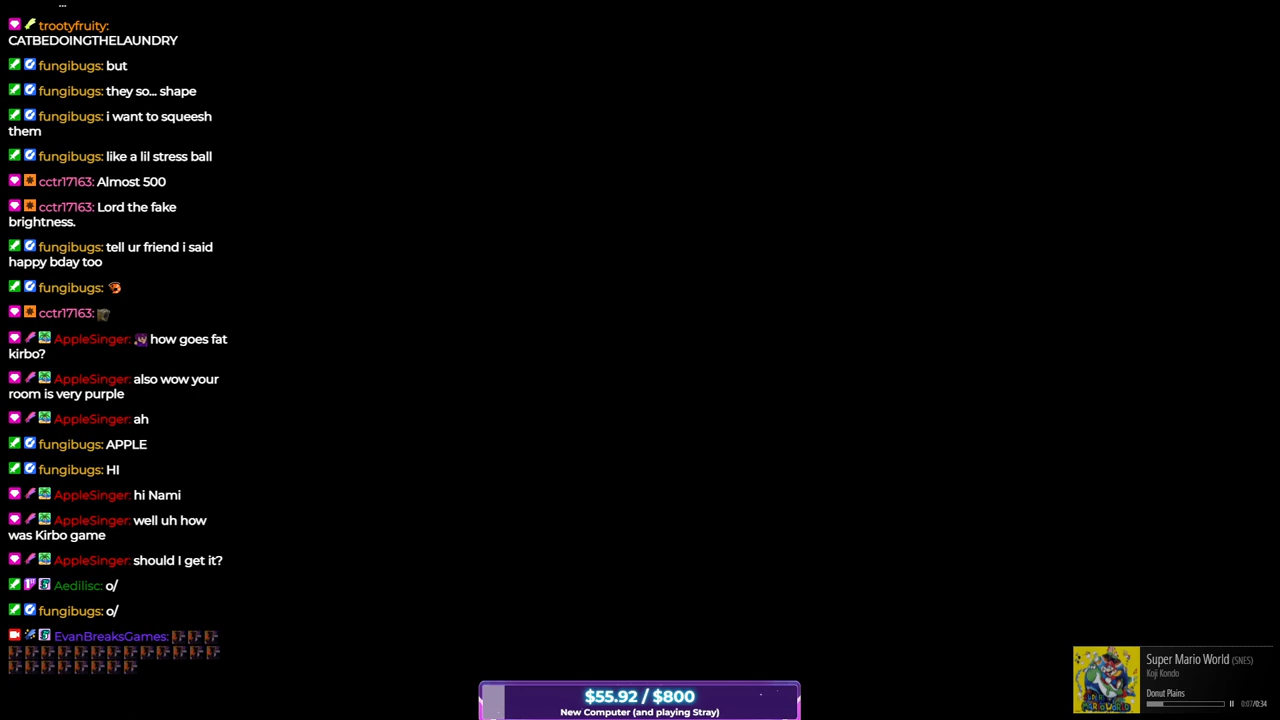 ...
trootyfruity:
CATBEDOINGTHELAUNDRY
fungibugs: but
fungibugs: they so... shape
fungibugs: i want to squeesh
them
fungibugs: like a lil stress ball
cctr17163: Almost 500
cctr17163: Lord the fake
brightness.
fungibugs: tell ur friend i said
happy bday too
fungibugs:
cctr17163:
AppleSinger: how goes fat
kirbo?
AppleSinger: also wow your
room is very purple
AppleSinger: ah
fungibugs: APPLE
fungibugs: HI
AppleSinger: hi Nami
AppleSinger: well uh how
was Kirbo game
AppleSinger: should I get it?
Aedilisc: o/
fungibugs: o/
EvanBreaksGames:
$55.92 / $800
New Computer (and playing Stray)
Super Mario World (SNES)
Koji Kondo
Donut Plains
0:07/0:34